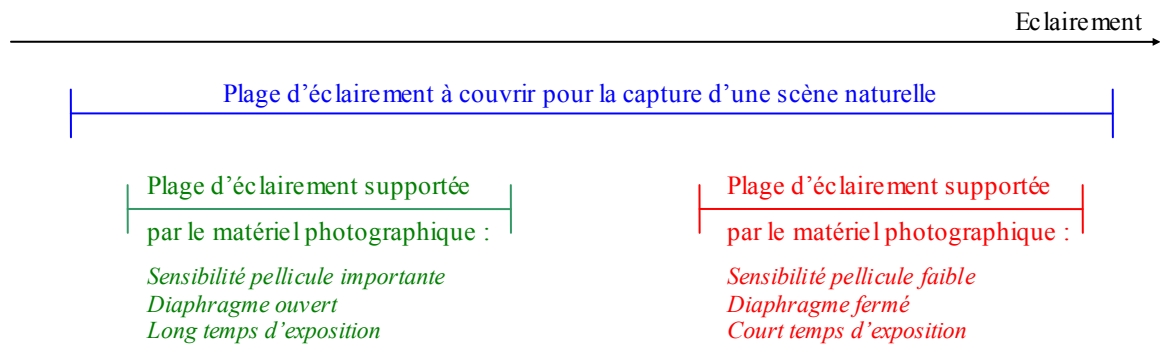 Eclairement
Plage d'éclairement à couvrir pour la capture d'une scène naturelle
Plage d'éclairement supportée
par le matériel photographique :
Sensibilité pellicule importante
Diaphragme ouvert
Long temps d'exposition
Plage d'éclairement supportée
par le matériel photographique :
Sensibilité pellicule faible
Diaphragme fermé
Court temps d'exposition